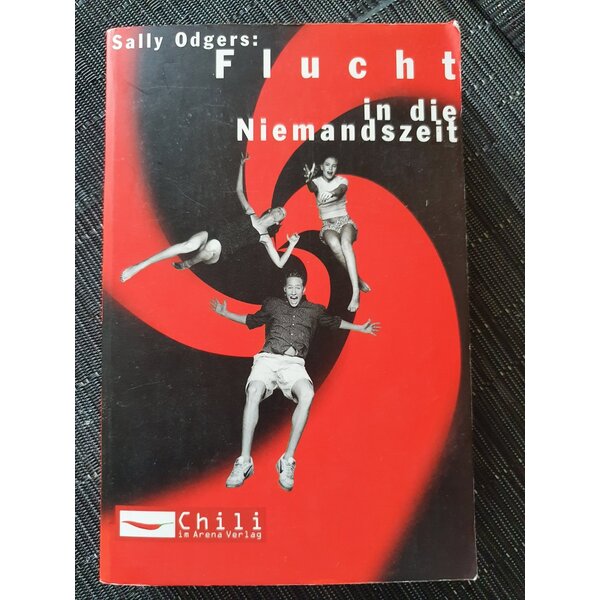 Sally Odgers:
Flucht
in die
Niemandszeit
Chili
im Arena Verlag